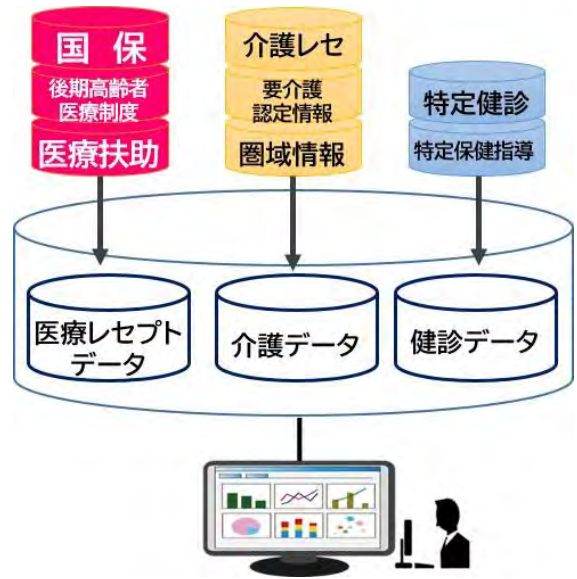 国保
後期高齢者
医療制度
医療扶助
介護レセ
要介護
認定情報
圏域情報
特定健診
特定保健指導
医療レセプト
データ
介護データ
健診データ